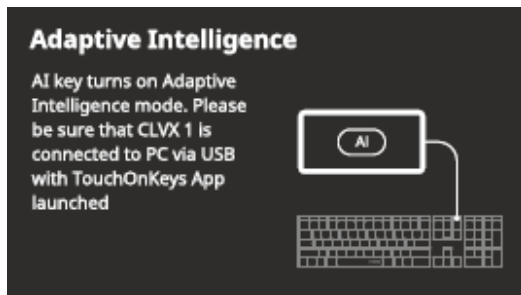 Adaptive Intelligence
AI key turns on Adaptive
Intelligence mode. Please
be sure that CLVX 1 is
connected to PC via USB
with TouchOnKeys App
launched
AI